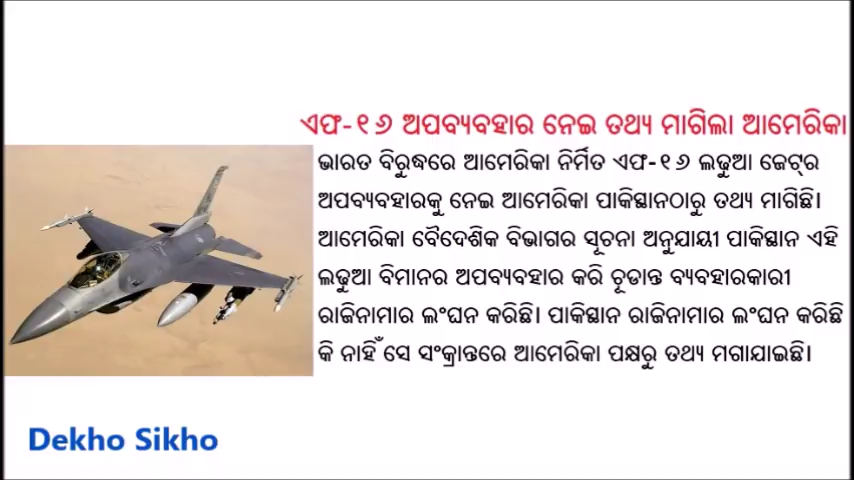 ଏଫ-୧୬ ଅପବ୍ୟବହାର ନେଇ ତଥ୍ୟ ମାଗିଲା ଆମେରିକା
ଭାରତ ବିରୁଦ୍ଧରେ ଆମେରିକା ନିର୍ମିତ ଏଫ-୧୬ ଲଢୁଆ ଜେଟ୍‌ର
ଅପବ୍ୟବହାରକୁ ନେଇ ଆମେରିକା ପାକିସ୍ଥାନଠାରୁ ତଥ୍ୟ ମାଗିଛି।
ଆମେରିକା ବୈଦେଶିକ ବିଭାଗର ସୂଚନା ଅନୁଯାୟୀ ପାକିସ୍ଥାନ ଏହି
ଲଢୁଆ ବିମାନର ଅପବ୍ୟବହାର କରି ଚୂଡାନ୍ତ ବ୍ୟବହାରକାରୀ
ରାଜିନାମାର ଲଂଘନ କରିଛି। ପାକିସ୍ଥାନ ରାଜିନାମାର ଲଂଘନ କରିଛି
କି ନାହିଁ ସେ ସଂକ୍ରାନ୍ତରେ ଆମେରିକା ପକ୍ଷରୁ ତଥ୍ୟ ମଗାଯାଇଛି।
Dekho Sikho